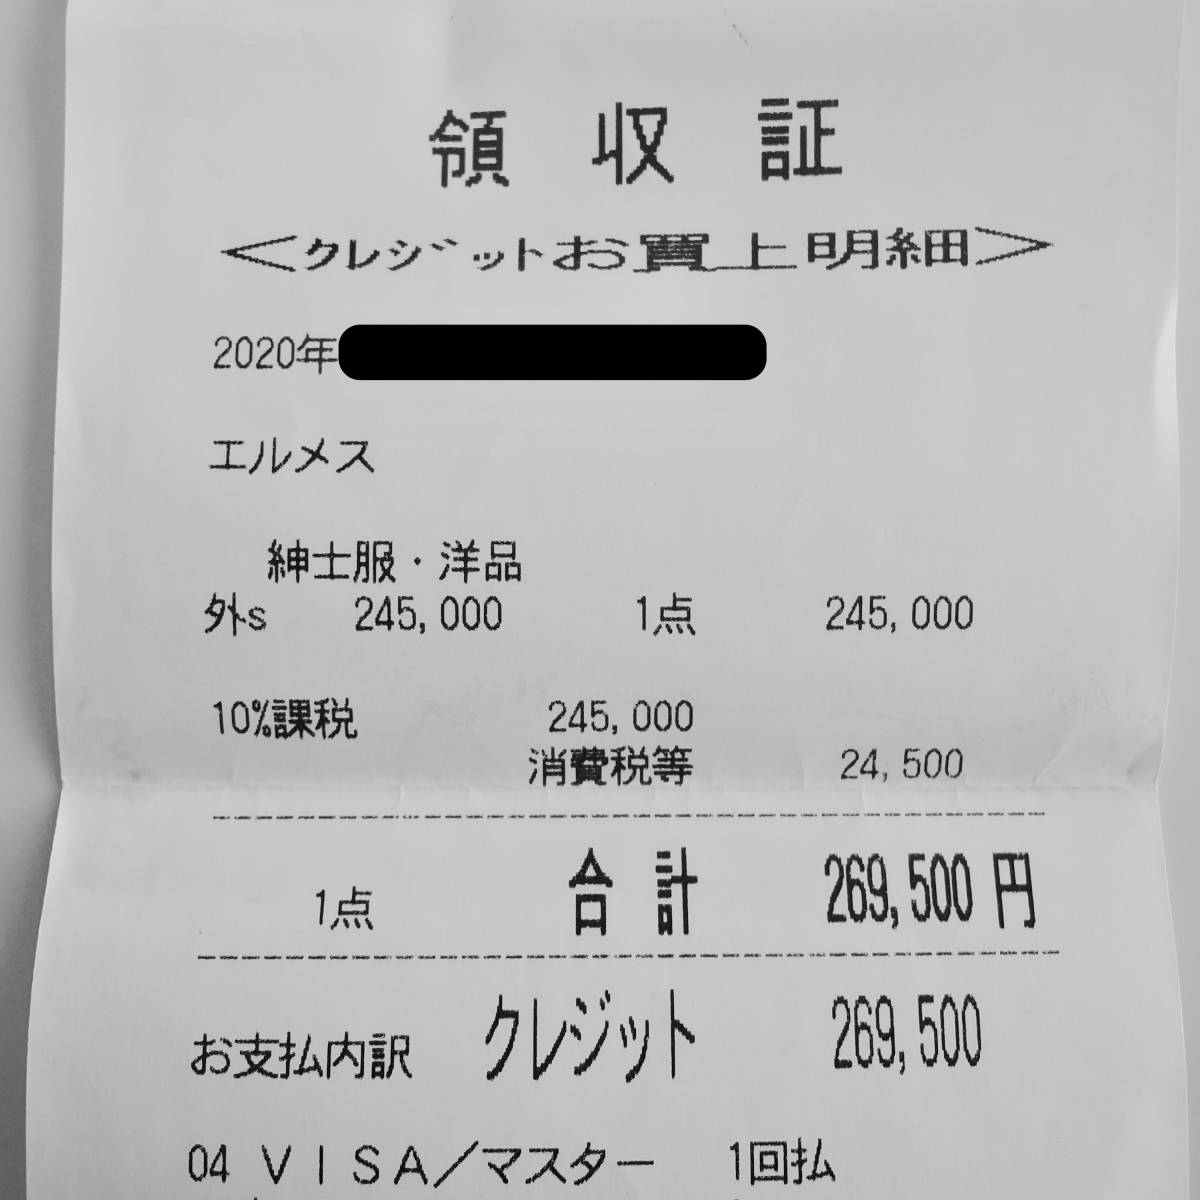 領収証
＜クレジットお買上明細＞
2020年
エルメス
紳士服・洋品
外s 245,000 1点 245,000
10%課税 245,000
消費税等 24,500
1点 合計 269,500円
お支払内訳 クレジット 269,500
04 VISA／マスター 1回払